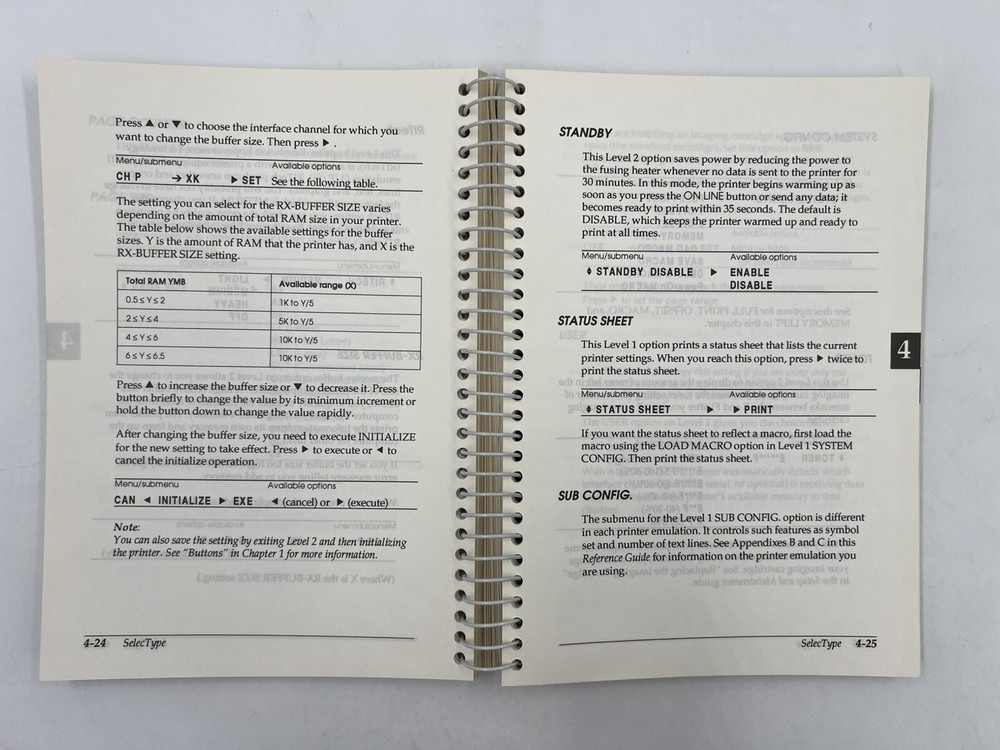 Press ▲ or ▼ to choose the interface channel for which you
want to change the buffer size. Then press ► .
Menu/submenu Available options
CH P → XK ► SET See the following table.
The setting you can select for the RX-BUFFER SIZE varies
depending on the amount of total RAM size in your printer.
The table below shows the available settings for the buffer
sizes. Y is the amount of RAM that the printer has, and X is the
RX-BUFFER SIZE setting.
Total RAM YMB Available range (X)
0.5 ≤ Y ≤ 2 1K to Y/5
2 ≤ Y ≤ 4 5K to Y/5
4 ≤ Y ≤ 6 10K to Y/5
6 ≤ Y ≤ 6.5 10K to Y/5
Press ▲ to increase the buffer size or ▼ to decrease it. Press the
button briefly to change the value by its minimum increment or
hold the button down to change the value rapidly.
After changing the buffer size, you need to execute INITIALIZE
for the new setting to take effect. Press ► to execute or ◄ to
cancel the initialize operation.
Menu/submenu Available options
CAN ◄ INITIALIZE ► EXE ◄ (cancel) or ► (execute)
Note:
You can also save the setting by exiting Level 2 and then initializing
the printer. See "Buttons" in Chapter 1 for more information.
4-24 SelecType
STANDBY
This Level 2 option saves power by reducing the power to
the fusing heater whenever no data is sent to the printer for
30 minutes. In this mode, the printer begins warming up as
soon as you press the ON LINE button or send any data; it
becomes ready to print within 35 seconds. The default is
DISABLE, which keeps the printer warmed up and ready to
print at all times.
Menu/submenu Available options
♦ STANDBY DISABLE ► ENABLE
DISABLE
STATUS SHEET
This Level 1 option prints a status sheet that lists the current
printer settings. When you reach this option, press ► twice to
print the status sheet.
Menu/submenu Available options
♦ STATUS SHEET ► ► PRINT
If you want the status sheet to reflect a macro, first load the
macro using the LOAD MACRO option in Level 1 SYSTEM
CONFIG. Then print the status sheet.
SUB CONFIG.
The submenu for the Level 1 SUB CONFIG. option is different
in each printer emulation. It controls such features as symbol
set and number of text lines. See Appendixes B and C in this
Reference Guide for information on the printer emulation you
are using.
4
SelecType 4-25